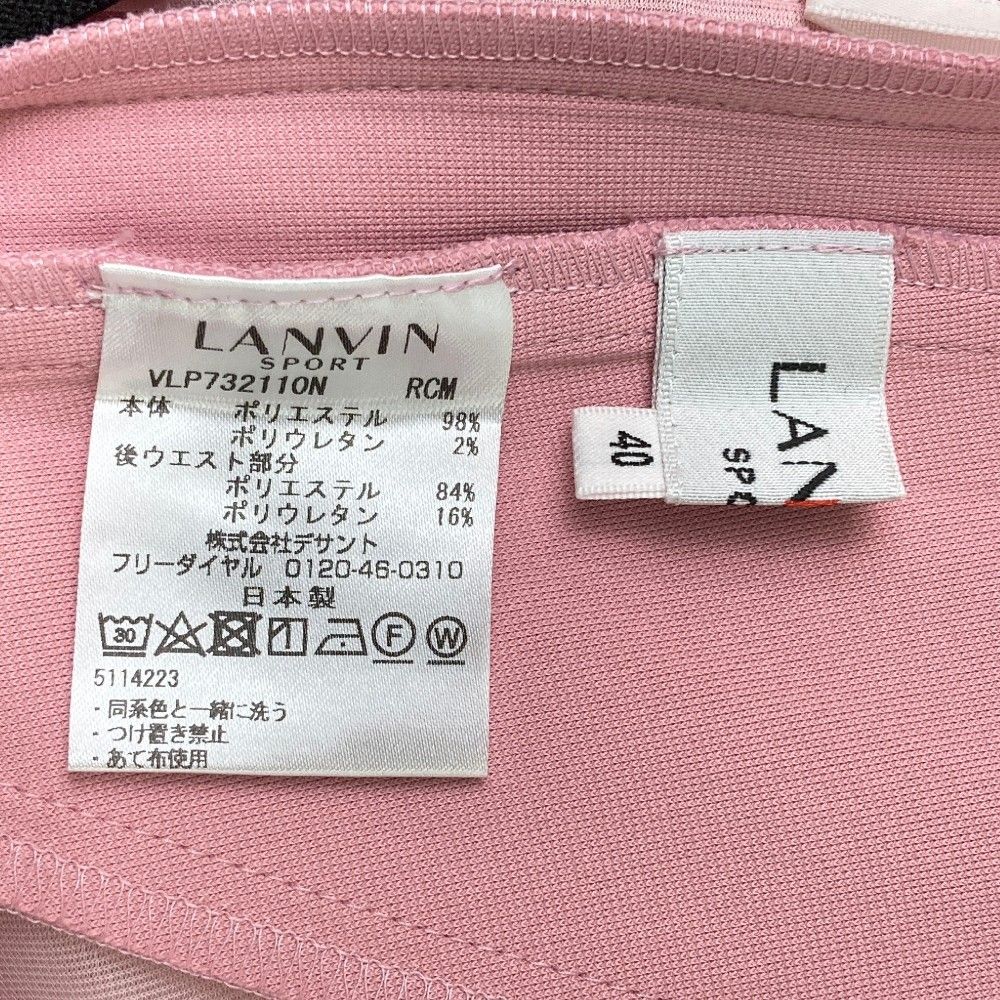 LANVIN
SPORT
VLP732110N RCM
本体 ポリエステル 98%
ポリウレタン 2%
後ウエスト部分
ポリエステル 84%
ポリウレタン 16%
株式会社デサント
フリーダイヤル 0120-46-0310
日本製
30 F W
5114223
・同系色と一緒に洗う
・つけ置き禁止
・あて布使用
40
LAN
SPO